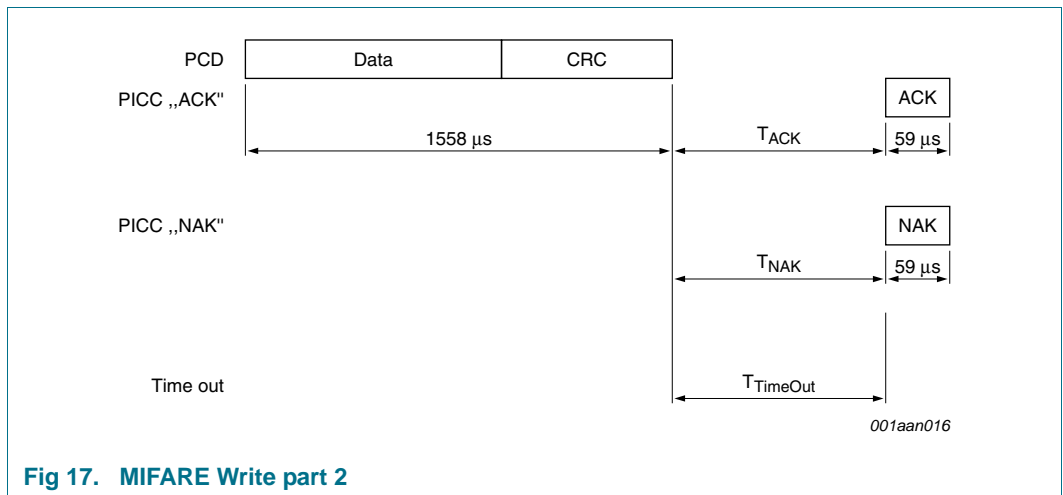 PCD Data CRC
PICC ,,ACK" ACK
1558 µs TACK 59 µs
PICC ,,NAK" NAK
TNAK 59 µs
Time out TTimeOut
001aan016
Fig 17. MIFARE Write part 2